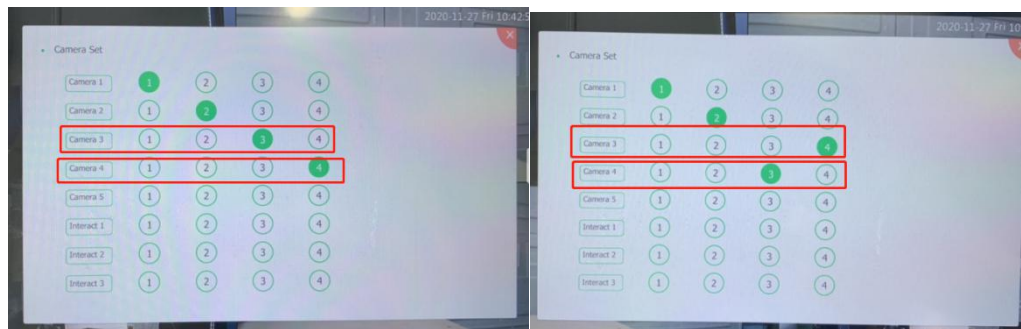 2020-11-27 Fri 10:42:5
Camera Set
Camera 1 1 2 3 4
Camera 2 1 2 3 4
Camera 3 1 2 3 4
Camera 4 1 2 3 4
Camera 5 1 2 3 4
Interact 1 1 2 3 4
Interact 2 1 2 3 4
Interact 3 1 2 3 4
2020-11-27 Fri 10
Camera Set
Camera 1 1 2 3 4
Camera 2 1 2 3 4
Camera 3 1 2 3 4
Camera 4 1 2 3 4
Camera 5 1 2 3 4
Interact 1 1 2 3 4
Interact 2 1 2 3 4
Interact 3 1 2 3 4